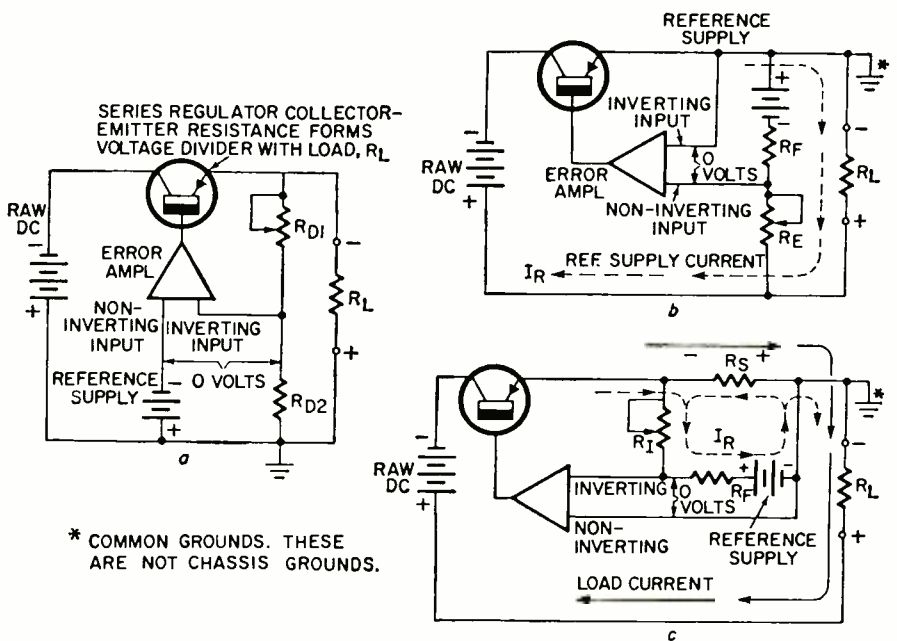 SERIES REGULATOR COLLECTOR-
EMITTER RESISTANCE FORMS
VOLTAGE DIVIDER WITH LOAD, RL
RAW
DC
-
+
ERROR
AMPL
RD1
-
RL
+
NON-
INVERTING
INPUT
INVERTING
INPUT
0 VOLTS
REFERENCE
SUPPLY
-
+
RD2
a
REFERENCE
SUPPLY
*
-
RAW
DC
+
INVERTING
INPUT
ERROR
AMPL
0
VOLTS
NON-INVERTING
INPUT
+
-
RF
RE
-
RL
+
REF. SUPPLY CURRENT
IR
b
- RS +
*
-
RAW
DC
+
RI
IR
INVERTING
0
VOLTS
RF
+
-
NON-
INVERTING
REFERENCE
SUPPLY
-
RL
+
LOAD CURRENT
c
* COMMON GROUNDS. THESE
ARE NOT CHASSIS GROUNDS.